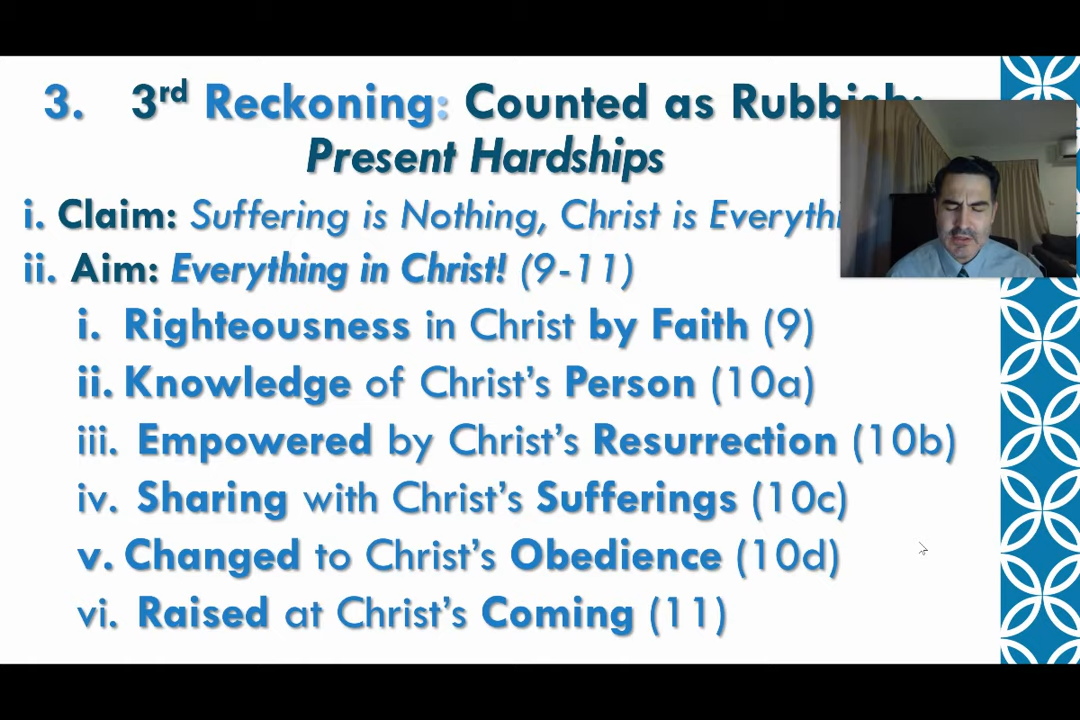 3. 3rd Reckoning: Counted as Rubbish:
Present Hardships
i. Claim: Suffering is Nothing, Christ is
ii. Aim: Everything in Christ! (9-11)
i. Righteousness in Christ by Faith (9)
ii. Knowledge of Christ's Person (10a)
iii. Empowered by Christ's Resurrection (10b)
iv. Sharing with Christ's Sufferings (10c)
v. Changed to Christ's Obedience (10d)
vi. Raised at Christ's Coming (11)